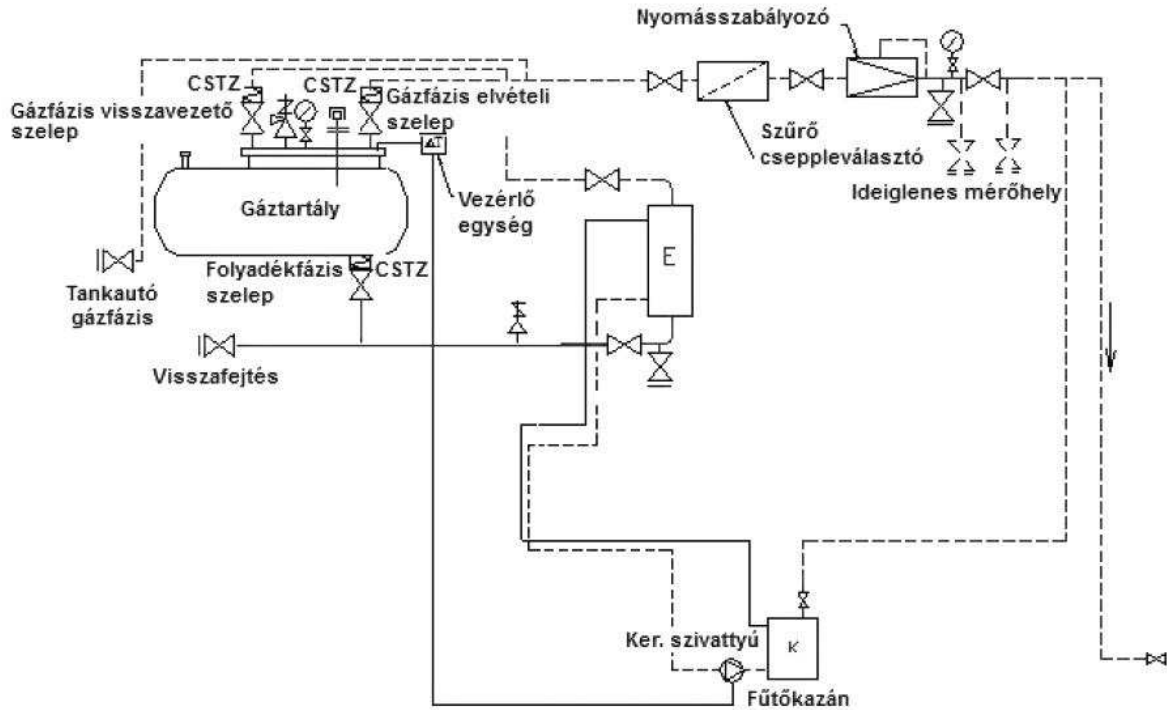 Nyomásszabályozó
CSTZ
CSTZ
Gázfázis visszavezető
szelep
Gázfázis elvételi
szelep
Szűrő
cseppleválasztó
Ideiglenes mérőhely
ΔT
Vezérlő
egység
Gáztartály
E
Folyadékfázis
szelep
CSTZ
Tankautó
gázfázis
Visszafejtés
Ker. szivattyú
K
Fűtőkazán